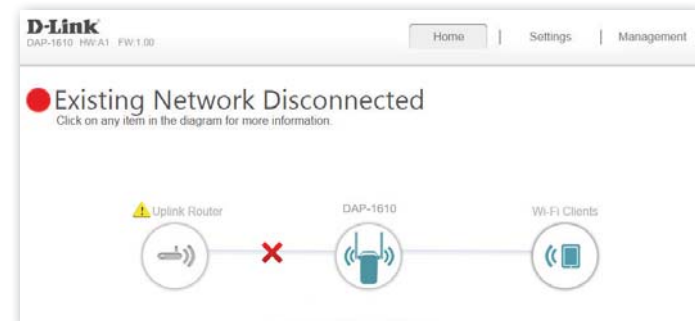 D-Link
DAP-1610 HW:A1 FW:1.00
Home | Settings | Management
Existing Network Disconnected
Click on any item in the diagram for more information.
Uplink Router
DAP-1610
Wi-Fi Clients